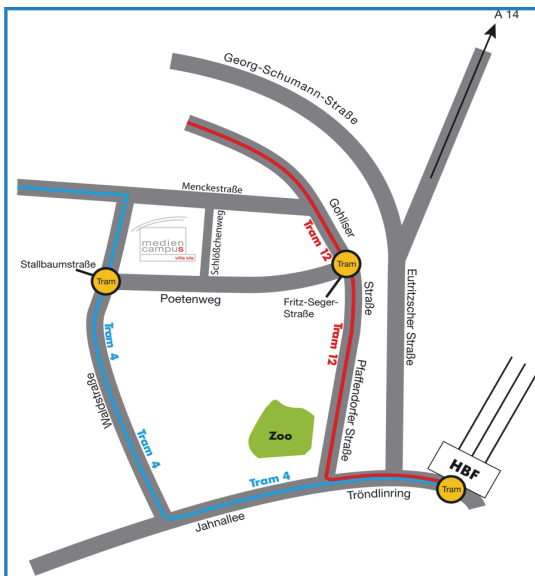 A 14
Georg-Schumann-Straße
Menckestraße
Gohliser
Straße
Tram 12
Schlößchenweg
medien
campus
villa ida
Stallbaumstraße
Tram
Tram
Poetenweg
Fritz-Seger-
Straße
Eutritzscher Straße
Tram 4
Tram 12
Waldstraße
Pfaffendorfer Straße
Zoo
Tram 4
Tram 4
HBF
Tram
Tröndlinring
Jahnallee